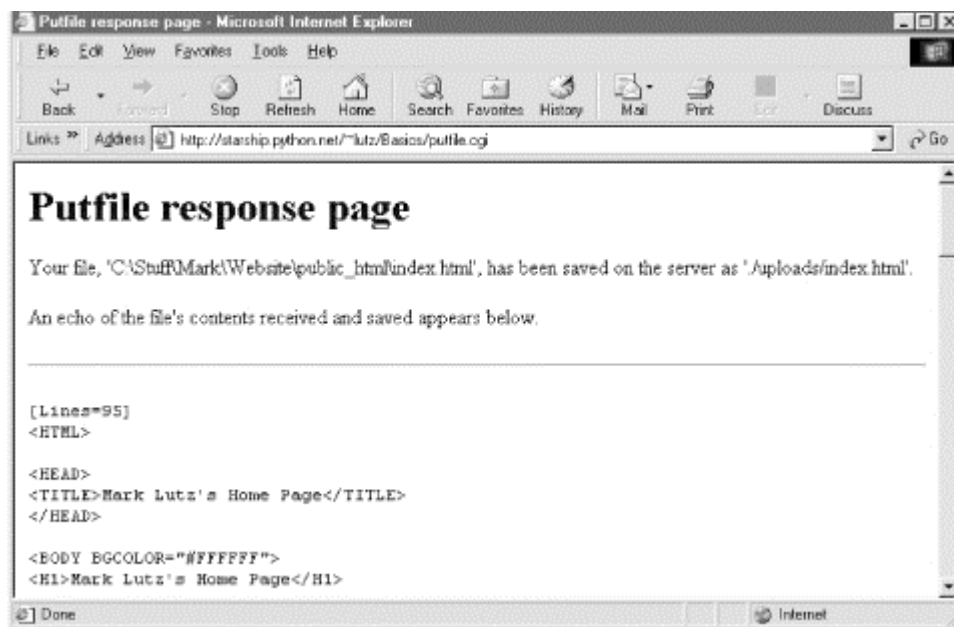 Putfile response page - Microsoft Internet Explorer
File Edit View Favorites Tools Help
Back Forward Stop Refresh Home Search Favorites History Mail Print Edit Discuss
Links » Address http://starship.python.net/~lutz/Basics/putfile.cgi Go
Putfile response page
Your file, 'C:\Stuff\Mark\Website\public_html\index.html', has been saved on the server as './uploads/index.html'.
An echo of the file's contents received and saved appears below.
[Lines=95]
<HTML>
<HEAD>
<TITLE>Mark Lutz's Home Page</TITLE>
</HEAD>
<BODY BGCOLOR="#FFFFFF">
<H1>Mark Lutz's Home Page</H1>
Done Internet